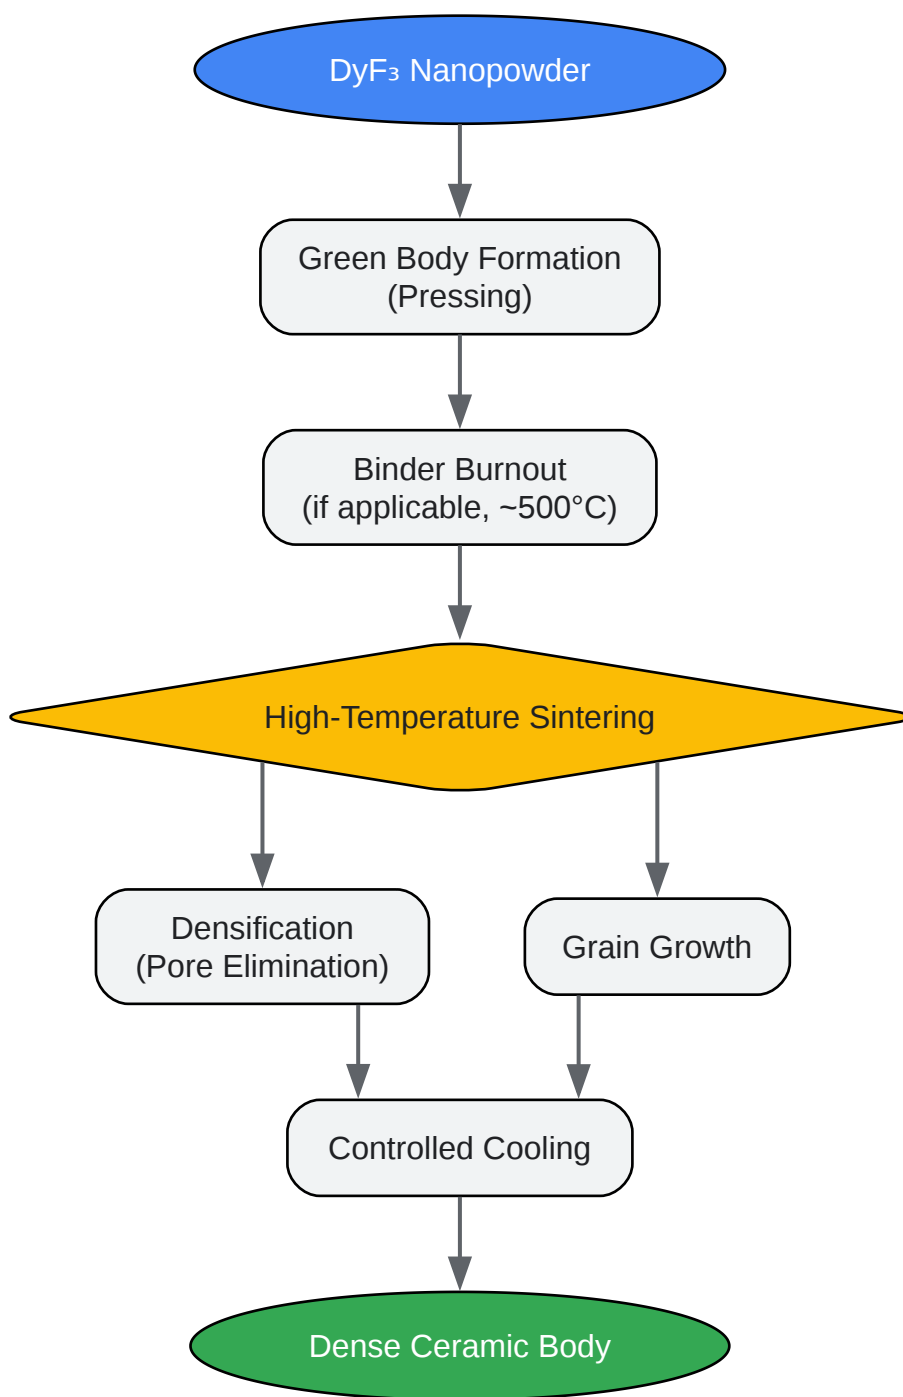 DyF₃ Nanopowder
Green Body Formation
(Pressing)
Binder Burnout
(if applicable, ~500°C)
High-Temperature Sintering
Densification
(Pore Elimination)
Grain Growth
Controlled Cooling
Dense Ceramic Body